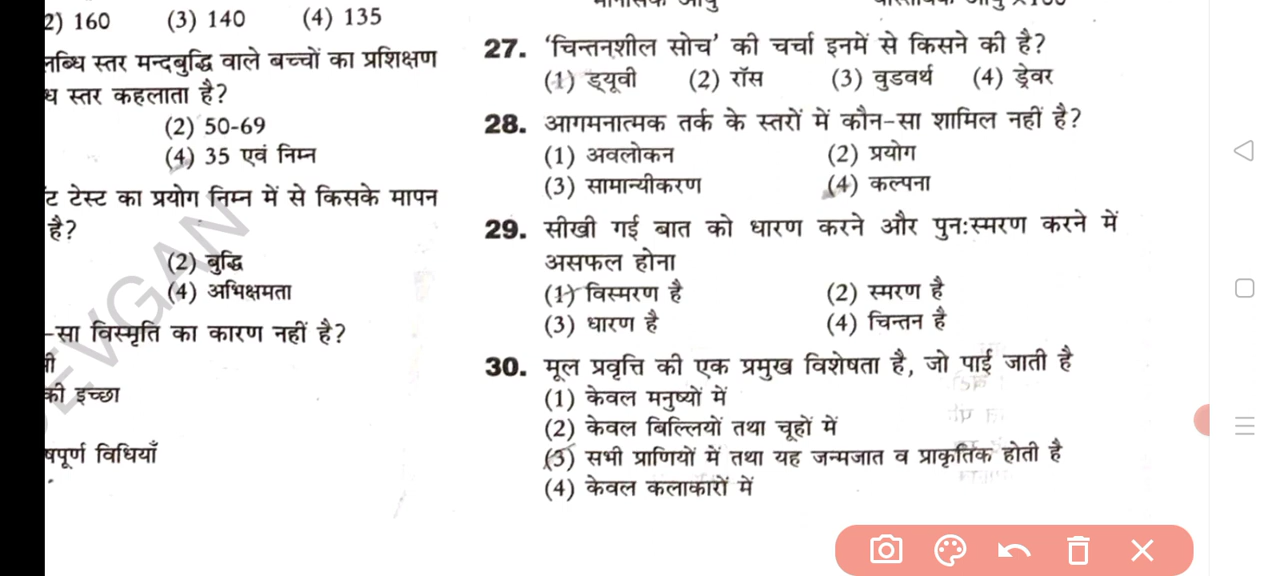 2) 160 (3) 140 (4) 135
लब्धि स्तर मन्दबुद्धि वाले बच्चों का प्रशिक्षण
ध स्तर कहलाता है?
(2) 50-69
(4) 35 एवं निम्न
ट टेस्ट का प्रयोग निम्न में से किसके मापन
है?
(2) बुद्धि
(4) अभिक्षमता
-सा विस्मृति का कारण नहीं है?
की इच्छा
षपूर्ण विधियाँ
EVGAN
27. 'चिन्तनशील सोच' की चर्चा इनमें से किसने की है?
(1) ड्यूवी (2) रॉस (3) वुडवर्थ (4) ड्रेवर
28. आगमनात्मक तर्क के स्तरों में कौन-सा शामिल नहीं है?
(1) अवलोकन (2) प्रयोग
(3) सामान्यीकरण (4) कल्पना
29. सीखी गई बात को धारण करने और पुनःस्मरण करने में
असफल होना
(1) विस्मरण है (2) स्मरण है
(3) धारण है (4) चिन्तन है
30. मूल प्रवृत्ति की एक प्रमुख विशेषता है, जो पाई जाती है
(1) केवल मनुष्यों में
(2) केवल बिल्लियों तथा चूहों में
(3) सभी प्राणियों में तथा यह जन्मजात व प्राकृतिक होती है
(4) केवल कलाकारों में